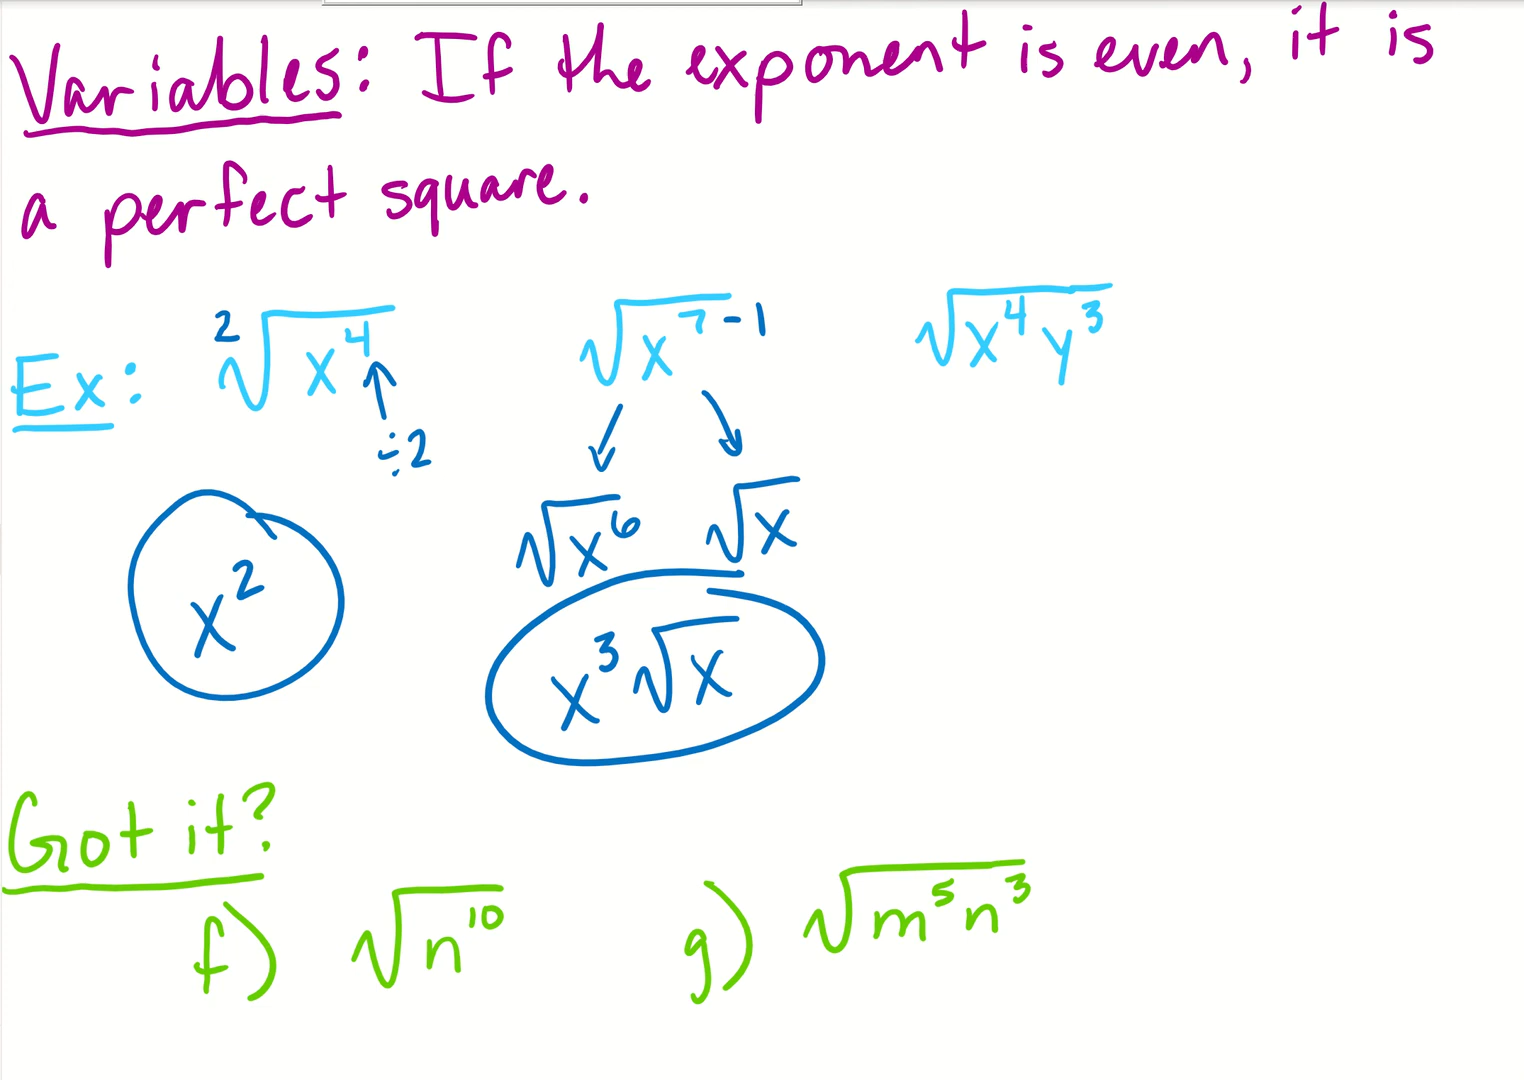 Variables: If the exponent is even, it is
a perfect square.
Ex: ²√x⁴ √x⁷ - 1 √x⁴y³
÷2
√x⁶ √x
x² x³√x
Got it?
f) √n¹⁰ g) √m⁵n³